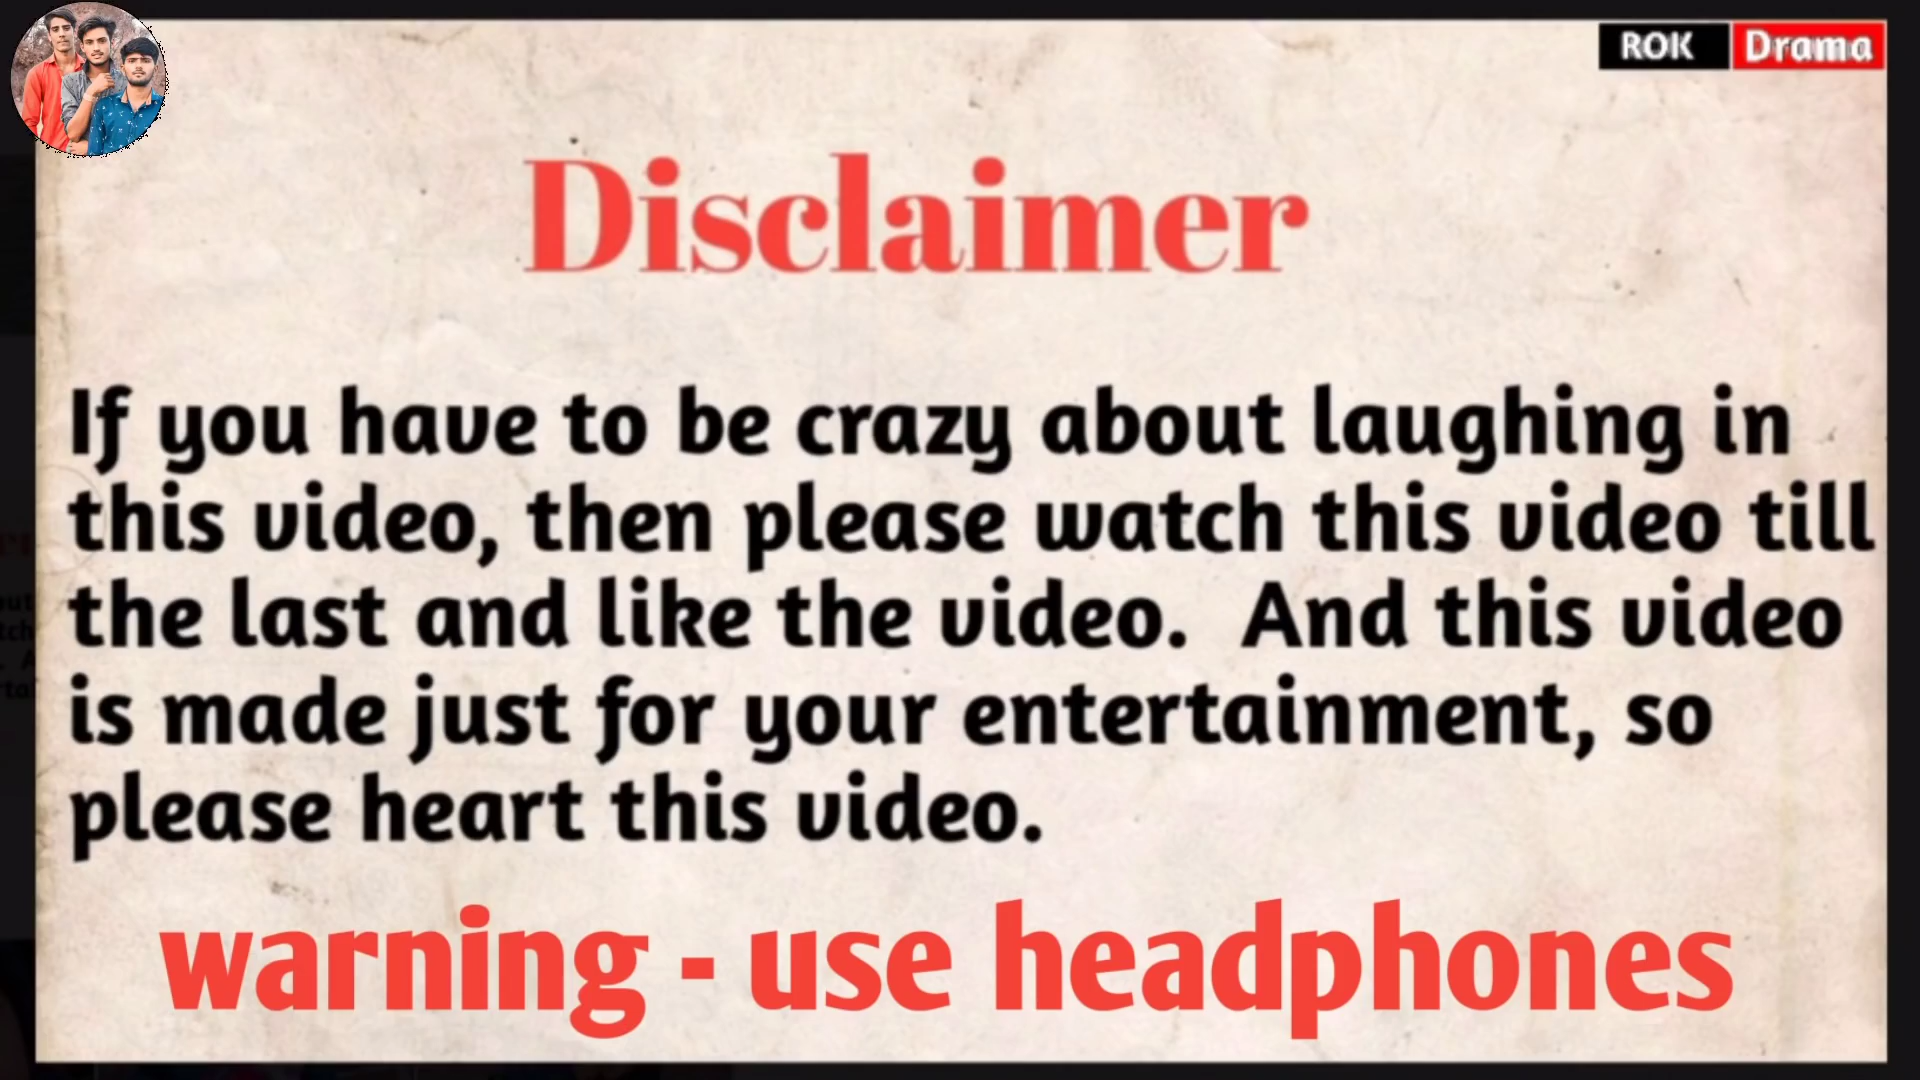 ROK Drama
Disclaimer
If you have to be crazy about laughing in
this video, then please watch this video till
the last and like the video. And this video
is made just for your entertainment, so
please heart this video.
warning - use headphones